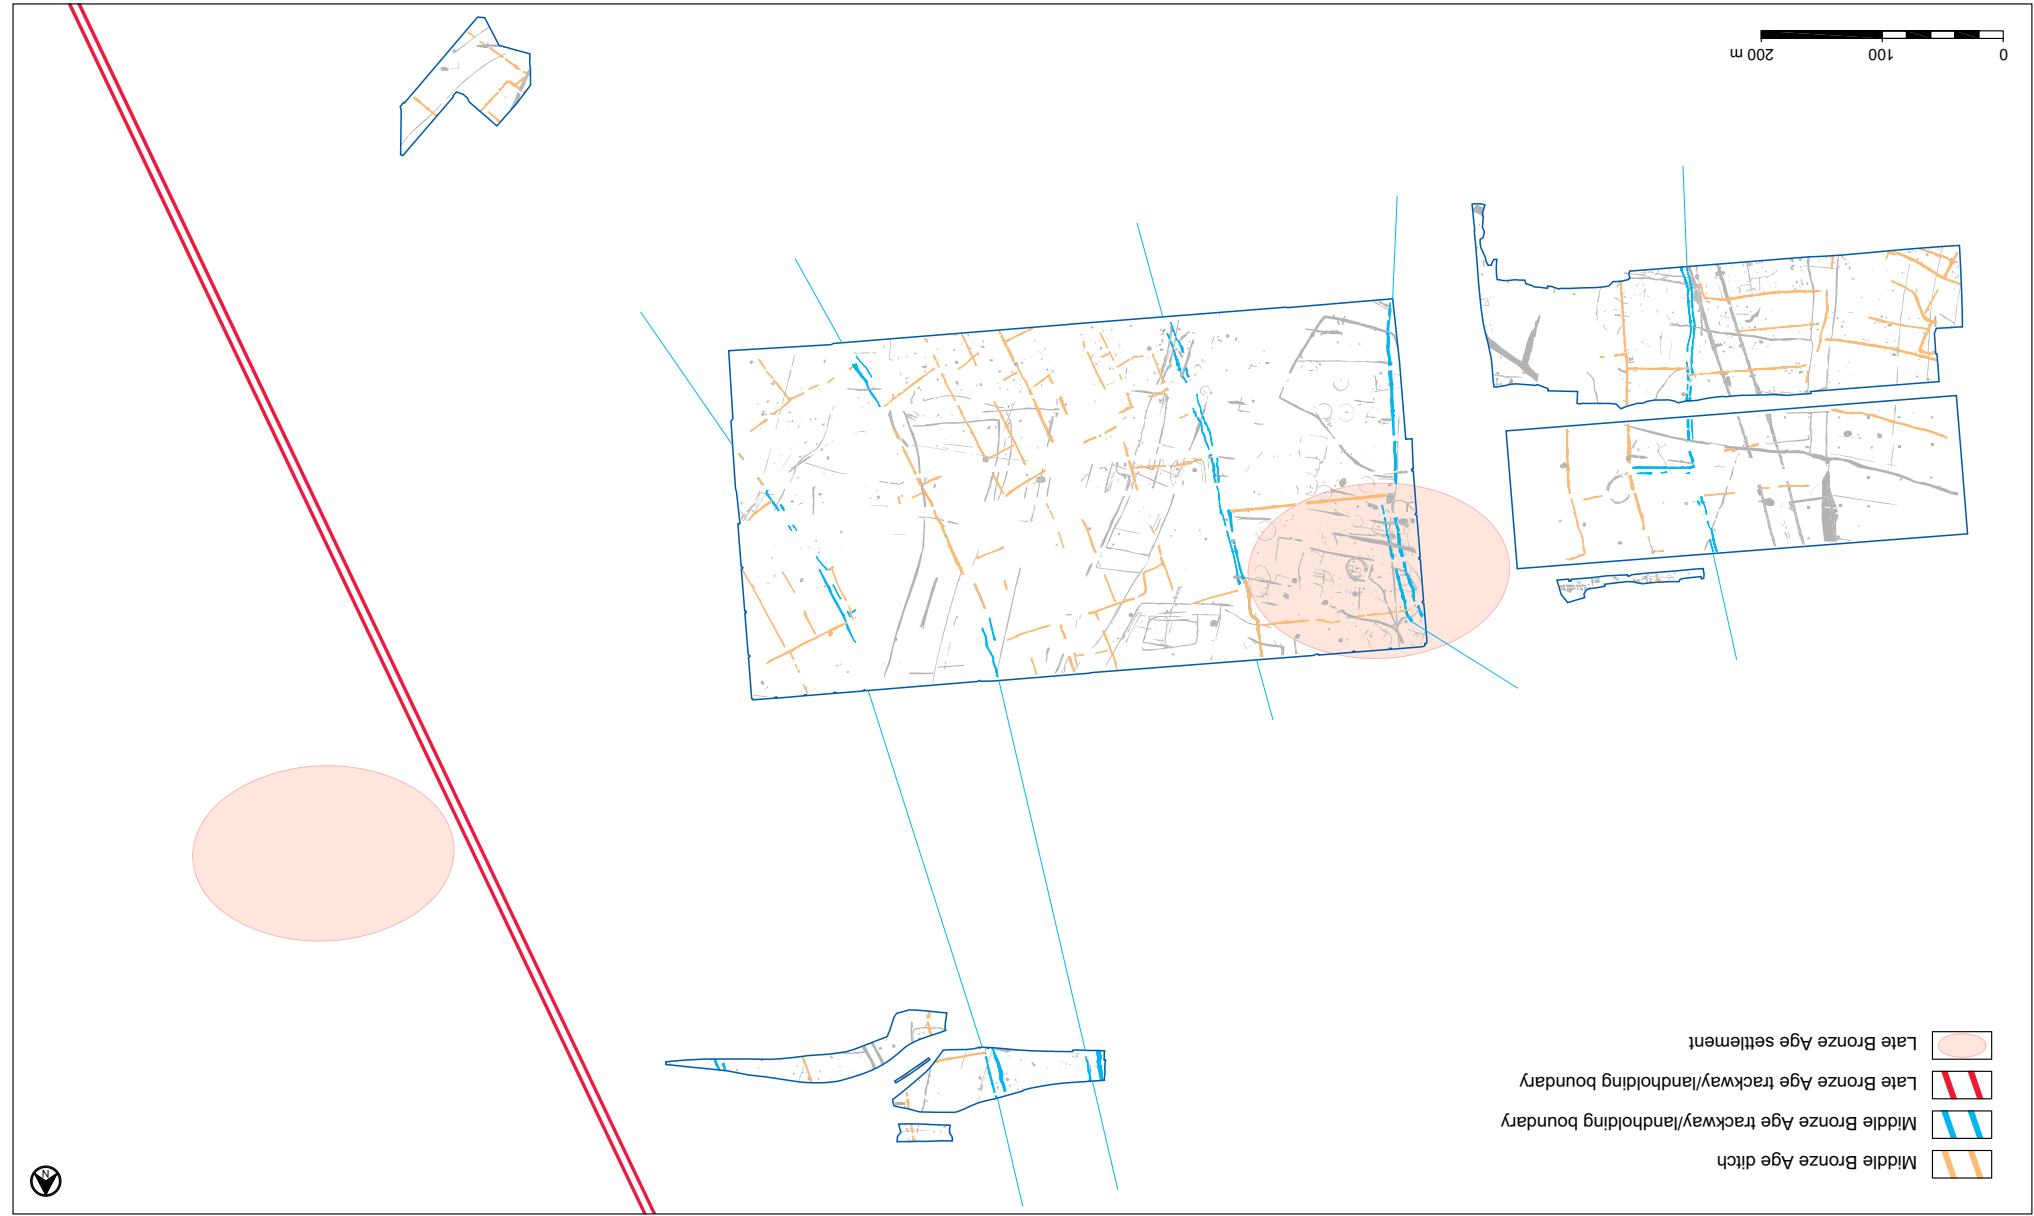 N
Middle Bronze Age ditch
Middle Bronze Age trackway/landholding boundary
Late Bronze Age trackway/landholding boundary
Late Bronze Age settlement
0 100 200 m